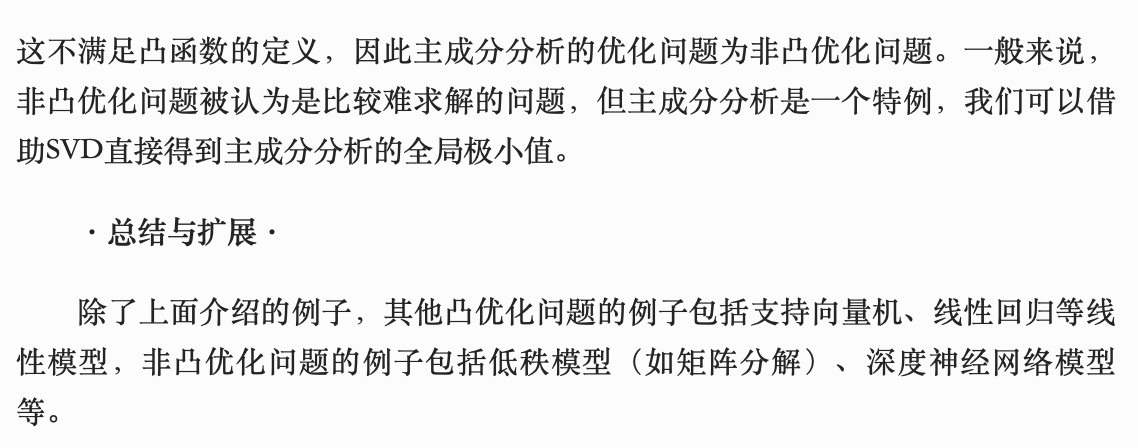 这不满足凸函数的定义，因此主成分分析的优化问题为非凸优化问题。一般来说，
非凸优化问题被认为是比较难求解的问题，但主成分分析是一个特例，我们可以借
助SVD直接得到主成分分析的全局极小值。
·总结与扩展·
除了上面介绍的例子，其他凸优化问题的例子包括支持向量机、线性回归等线
性模型，非凸优化问题的例子包括低秩模型（如矩阵分解）、深度神经网络模型
等。